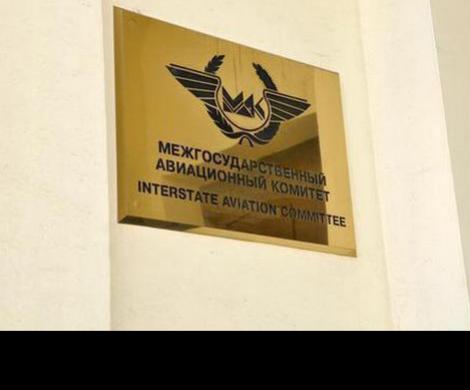 МАК
МЕЖГОСУДАРСТВЕННЫЙ
АВИАЦИОННЫЙ КОМИТЕТ
INTERSTATE AVIATION COMMITTEE